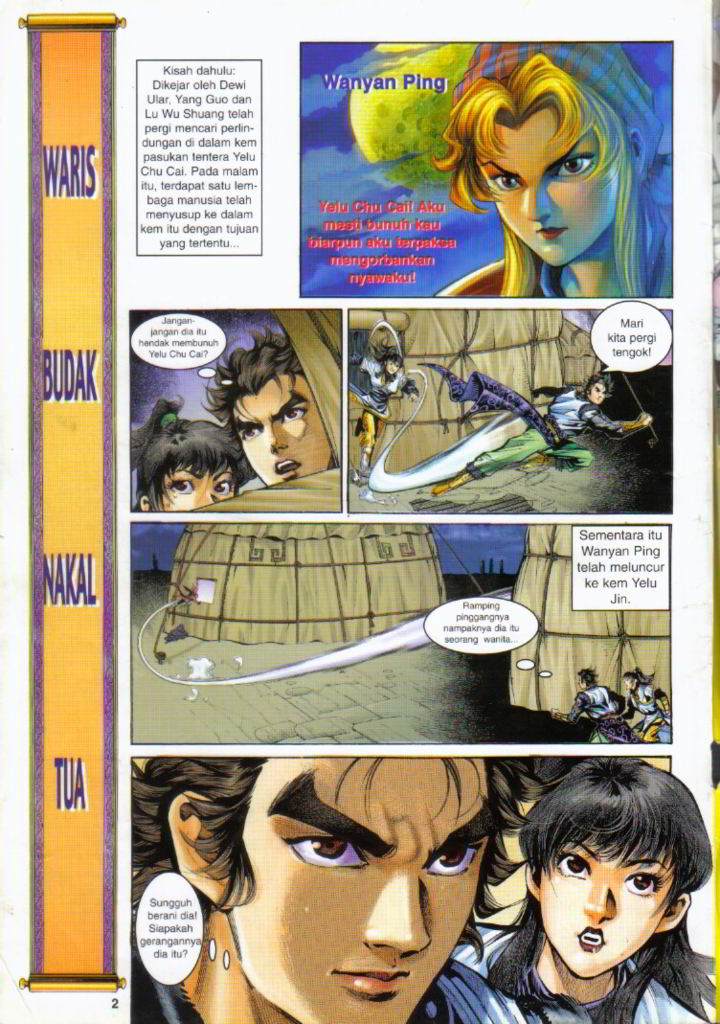 WARIS
BUDAK
NAKAL
TUA
Kisah dahulu:
Dikejar oleh Dewi
Ular, Yang Guo dan
Lu Wu Shuang telah
pergi mencari perlin-
dungan di dalam kem
pasukan tentera Yelu
Chu Cai. Pada malam
itu, terdapat satu lem-
baga manusia telah
menyusup ke dalam
kem itu dengan tujuan
yang tertentu...
Wanyan Ping
Yelu Chu Cai! Aku
mesti bunuh kau
biarpun aku terpaksa
mengorbankan
nyawaku!
Jangan-
jangan dia itu
hendak membunuh
Yelu Chu Cai?
Mari
kita pergi
tengok!
Sementara itu
Wanyan Ping
telah meluncur
ke kem Yelu
Jin.
Ramping
pinggangnya
nampaknya dia itu
seorang wanita...
Sungguh
berani dia!
Siapakah
gerangannya
dia itu?
2